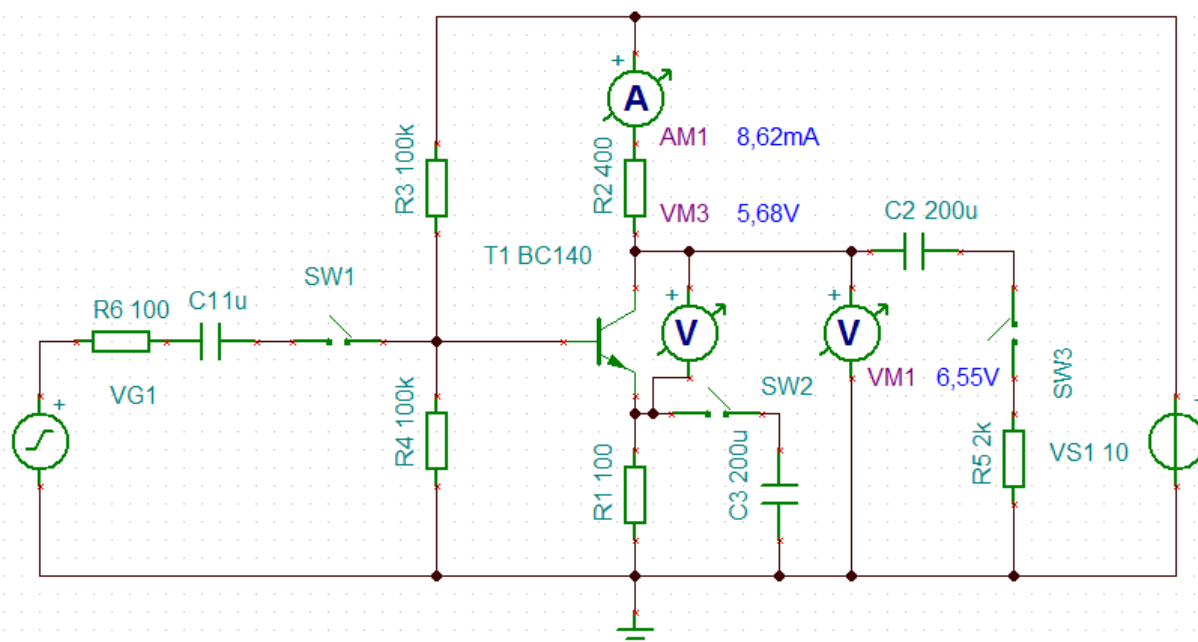 +
A
R3 100k
R2 400
AM1 8,62mA
VM3 5,68V
C2 200u
T1 BC140
SW1
+
+
R6 100
C11u
V
V
SW3
VG1
VM1 6,55V
SW2
+
+
R4 100k
R1 100
C3 200u
R5 2k
VS1 10